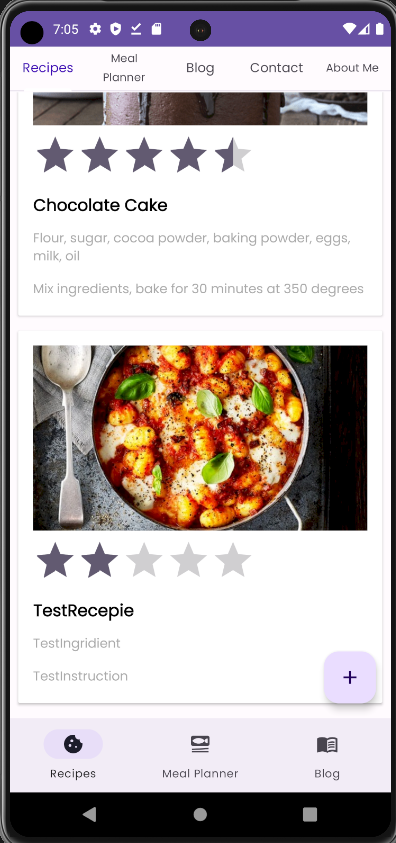 7:05
Recipes
Meal
Planner
Blog
Contact
About Me
Chocolate Cake
Flour, sugar, cocoa powder, baking powder, eggs,
milk, oil
Mix ingredients, bake for 30 minutes at 350 degrees
TestRecepie
TestIngridient
TestInstruction
+
Recipes
Meal Planner
Blog